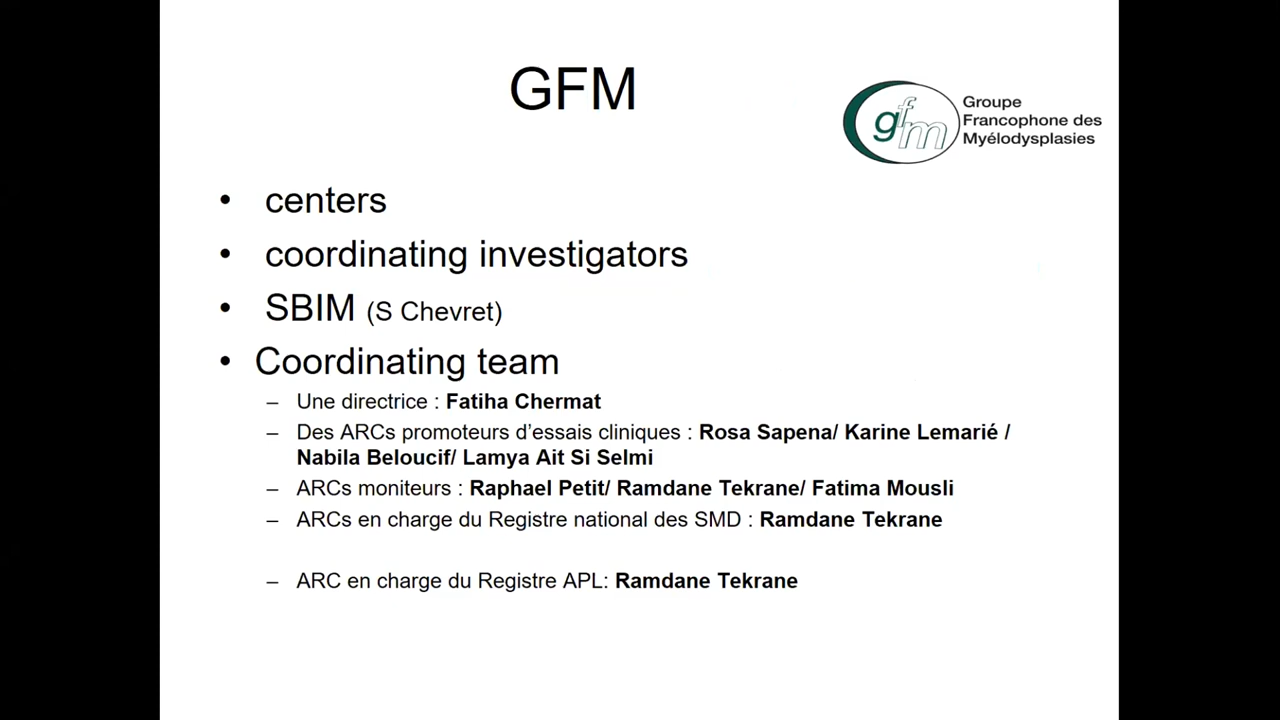 GFM
gfm
Groupe
Francophone des
Myélodysplasies
• centers
• coordinating investigators
• SBIM (S Chevret)
• Coordinating team
– Une directrice : Fatiha Chermat
– Des ARCs promoteurs d’essais cliniques : Rosa Sapena/ Karine Lemarié /
Nabila Beloucif/ Lamya Ait Si Selmi
– ARCs moniteurs : Raphael Petit/ Ramdane Tekrane/ Fatima Mousli
– ARCs en charge du Registre national des SMD : Ramdane Tekrane
– ARC en charge du Registre APL: Ramdane Tekrane